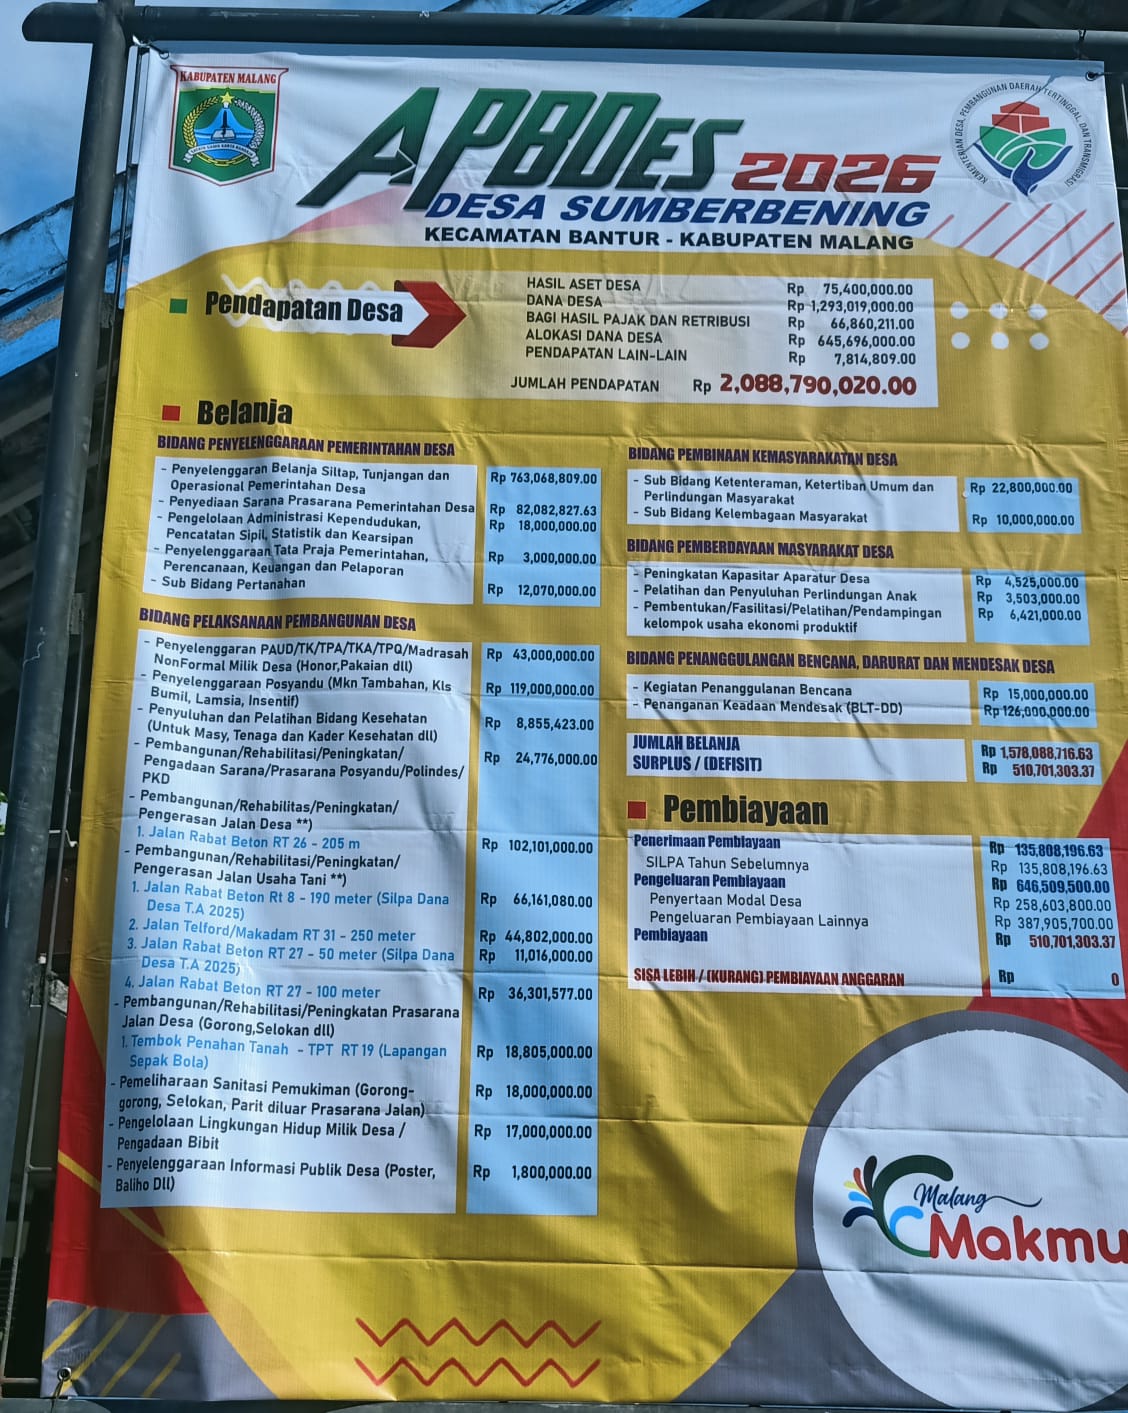 KABUPATEN MALANG
APBDES 2026
DESA SUMBERBENING
KECAMATAN BANTUR - KABUPATEN MALANG
KEMENTERIAN DESA, PEMBANGUNAN DAERAH TERTINGGAL, DAN TRANSMIGRASI
Pendapatan Desa
HASIL ASET DESA Rp 75,400,000.00
DANA DESA Rp 1,293,019,000.00
BAGI HASIL PAJAK DAN RETRIBUSI Rp 66,860,211.00
ALOKASI DANA DESA Rp 645,696,000.00
PENDAPATAN LAIN-LAIN Rp 7,814,809.00
JUMLAH PENDAPATAN Rp 2,088,790,020.00
Belanja
BIDANG PENYELENGGARAAN PEMERINTAHAN DESA
- Penyelenggaran Belanja Siltap, Tunjangan dan
Operasional Pemerintahan Desa Rp 763,068,809.00
- Penyediaan Sarana Prasarana Pemerintahan Desa Rp 82,082,827.63
- Pengelolaan Administrasi Kependudukan, Rp 18,000,000.00
Pencatatan Sipil, Statistik dan Kearsipan
- Penyelenggaraan Tata Praja Pemerintahan, Rp 3,000,000.00
Perencanaan, Keuangan dan Pelaporan
- Sub Bidang Pertanahan Rp 12,070,000.00
BIDANG PELAKSANAAN PEMBANGUNAN DESA
- Penyelenggaran PAUD/TK/TPA/TKA/TPQ/Madrasah Rp 43,000,000.00
NonFormal Milik Desa (Honor,Pakaian dll)
- Penyelenggaraan Posyandu (Mkn Tambahan, Kls Rp 119,000,000.00
Bumil, Lamsia, Insentif)
- Penyuluhan dan Pelatihan Bidang Kesehatan Rp 8,855,423.00
(Untuk Masy, Tenaga dan Kader Kesehatan dll)
- Pembangunan/Rehabilitasi/Peningkatan/ Rp 24,776,000.00
Pengadaan Sarana/Prasarana Posyandu/Polindes/
PKD
- Pembangunan/Rehabilitas/Peningkatan/
Pengerasan Jalan Desa **)
1. Jalan Rabat Beton RT 26 - 205 m Rp 102,101,000.00
- Pembangunan/Rehabilitasi/Peningkatan/
Pengerasan Jalan Usaha Tani **)
1. Jalan Rabat Beton Rt 8 - 190 meter (Silpa Dana Rp 66,161,080.00
Desa T.A 2025)
2. Jalan Telford/Makadam RT 31 - 250 meter Rp 44,802,000.00
3. Jalan Rabat Beton RT 27 - 50 meter (Silpa Dana Rp 11,016,000.00
Desa T.A 2025)
4. Jalan Rabat Beton RT 27 - 100 meter Rp 36,301,577.00
- Pembangunan/Rehabilitasi/Peningkatan Prasarana
Jalan Desa (Gorong,Selokan dll)
1. Tembok Penahan Tanah - TPT RT 19 (Lapangan Rp 18,805,000.00
Sepak Bola)
- Pemeliharaan Sanitasi Pemukiman (Gorong- Rp 18,000,000.00
gorong, Selokan, Parit diluar Prasarana Jalan)
- Pengelolaan Lingkungan Hidup Milik Desa / Rp 17,000,000.00
Pengadaan Bibit
- Penyelenggaraan Informasi Publik Desa (Poster, Rp 1,800,000.00
Baliho Dll)
BIDANG PEMBINAAN KEMASYARAKATAN DESA
- Sub Bidang Ketenteraman, Ketertiban Umum dan Rp 22,800,000.00
Perlindungan Masyarakat
- Sub Bidang Kelembagaan Masyarakat Rp 10,000,000.00
BIDANG PEMBERDAYAAN MASYARAKAT DESA
- Peningkatan Kapasitar Aparatur Desa Rp 4,525,000.00
- Pelatihan dan Penyuluhan Perlindungan Anak Rp 3,503,000.00
- Pembentukan/Fasilitasi/Pelatihan/Pendampingan Rp 6,421,000.00
kelompok usaha ekonomi produktif
BIDANG PENANGGULANGAN BENCANA, DARURAT DAN MENDESAK DESA
- Kegiatan Penanggulanan Bencana Rp 15,000,000.00
- Penanganan Keadaan Mendesak (BLT-DD) Rp 126,000,000.00
JUMLAH BELANJA Rp 1,578,088,716.63
SURPLUS / (DEFISIT) Rp 510,701,303.37
Pembiayaan
Penerimaan Pembiayaan Rp 135,808,196.63
SILPA Tahun Sebelumnya Rp 135,808,196.63
Pengeluaran Pembiayaan Rp 646,509,500.00
Penyertaan Modal Desa Rp 258,603,800.00
Pengeluaran Pembiayaan Lainnya Rp 387,905,700.00
Pembiayaan Rp 510,701,303.37
SISA LEBIH / (KURANG) PEMBIAYAAN ANGGARAN Rp 0
Malang
Makmu